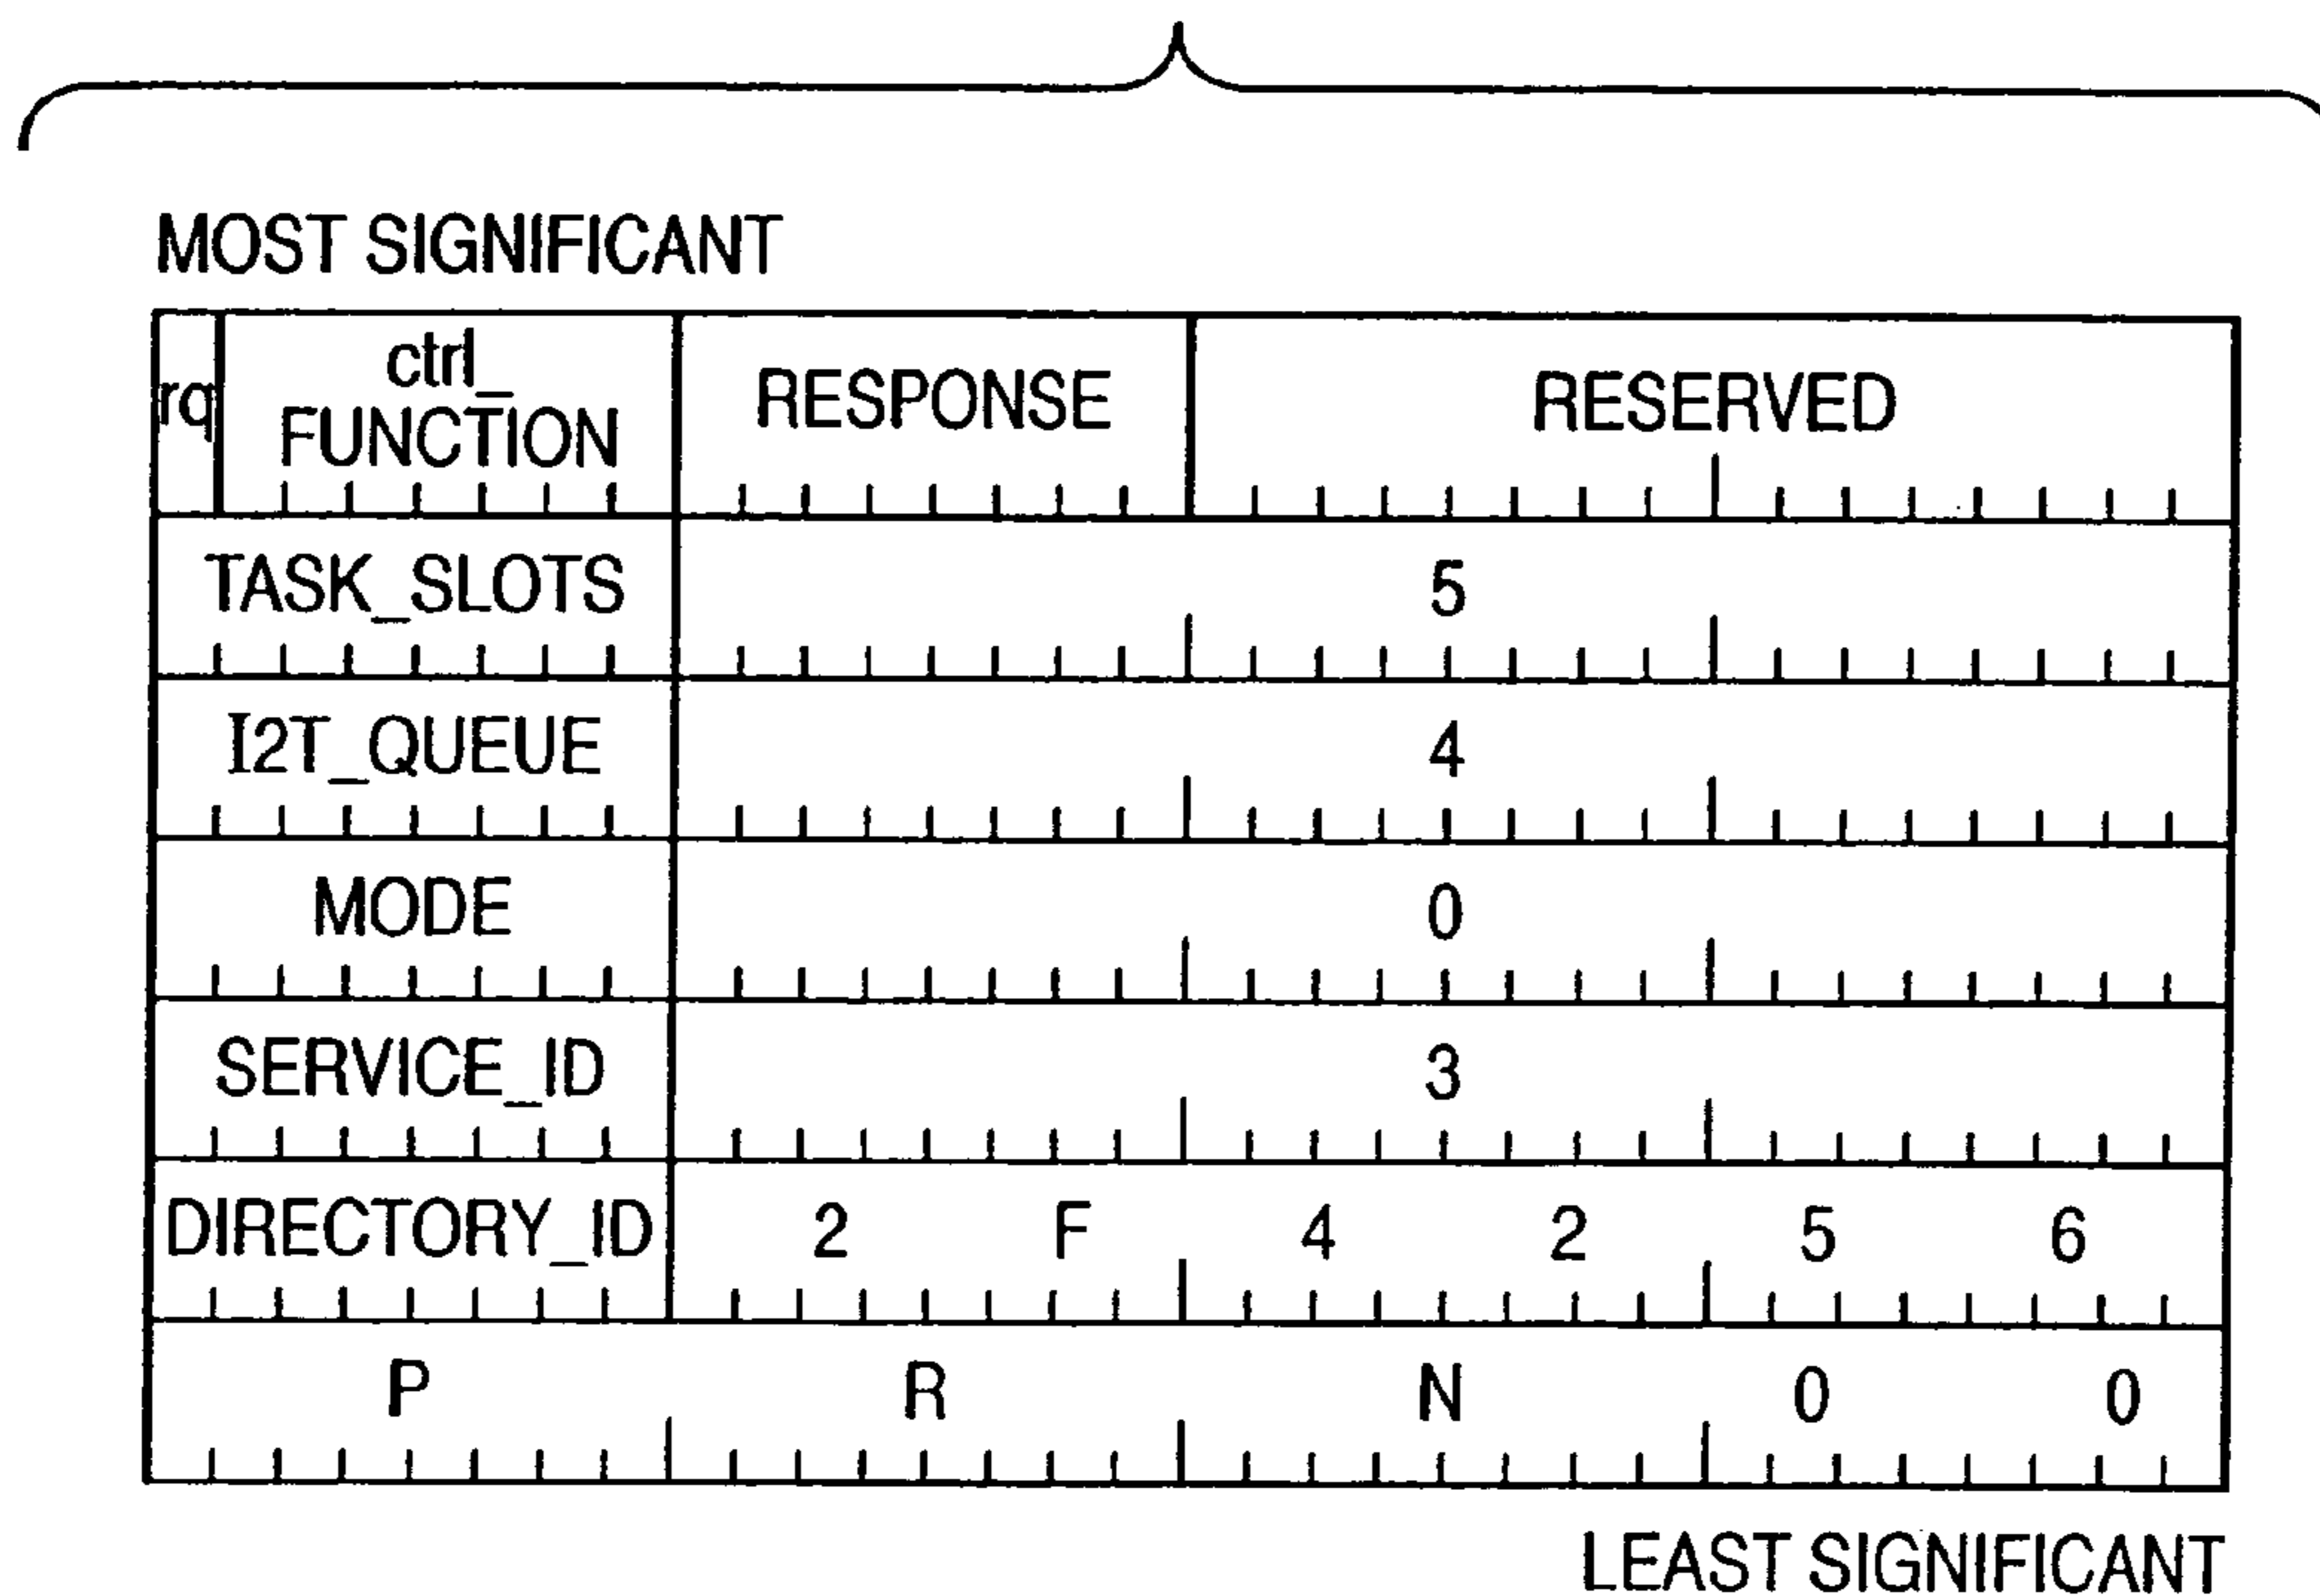 MOST SIGNIFICANT
rq ctrl_ FUNCTION RESPONSE RESERVED
TASK_SLOTS 5
I2T_QUEUE 4
MODE 0
SERVICE_ID 3
DIRECTORY_ID 2 F 4 2 5 6
P R N 0 0
LEAST SIGNIFICANT